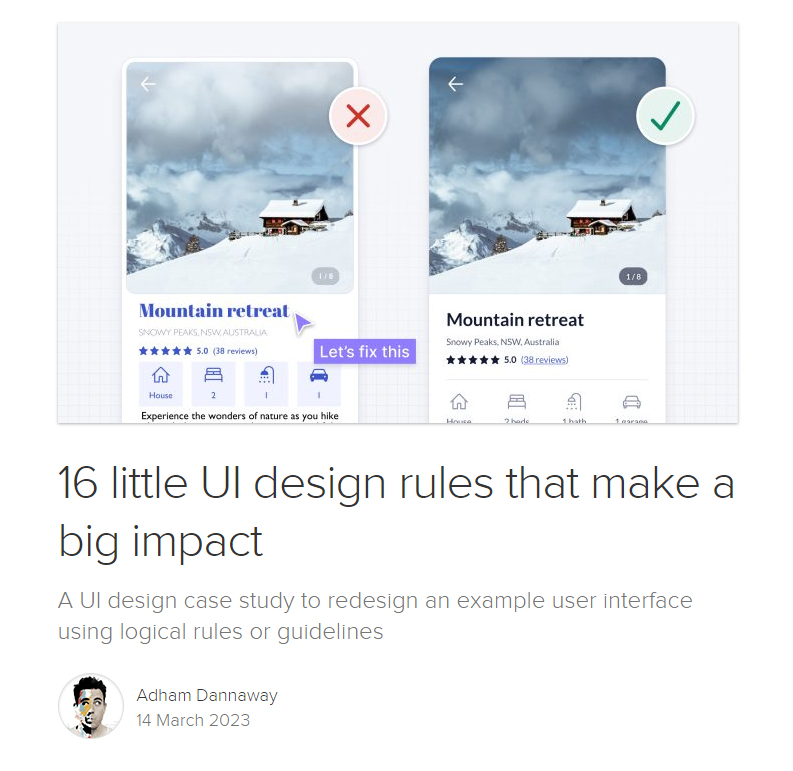 1 / 8
Mountain retreat
SNOWY PEAKS, NSW, AUSTRALIA
5.0 (38 reviews)
House
2
1
1
Experience the wonders of nature as you hike
Let's fix this
1 / 8
Mountain retreat
Snowy Peaks, NSW, Australia
5.0 (38 reviews)
House
2 beds
1 bath
1 garage
16 little UI design rules that make a
big impact
A UI design case study to redesign an example user interface
using logical rules or guidelines
Adham Dannaway
14 March 2023